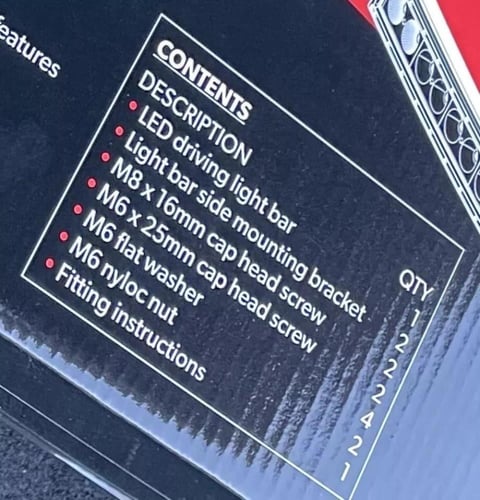 features
CONTENTS
DESCRIPTION QTY
LED driving light bar 1
Light bar side mounting bracket 2
M8 x 16mm cap head screw 2
M6 x 25mm cap head screw 2
M6 flat washer 4
M6 nyloc nut 2
Fitting instructions 1